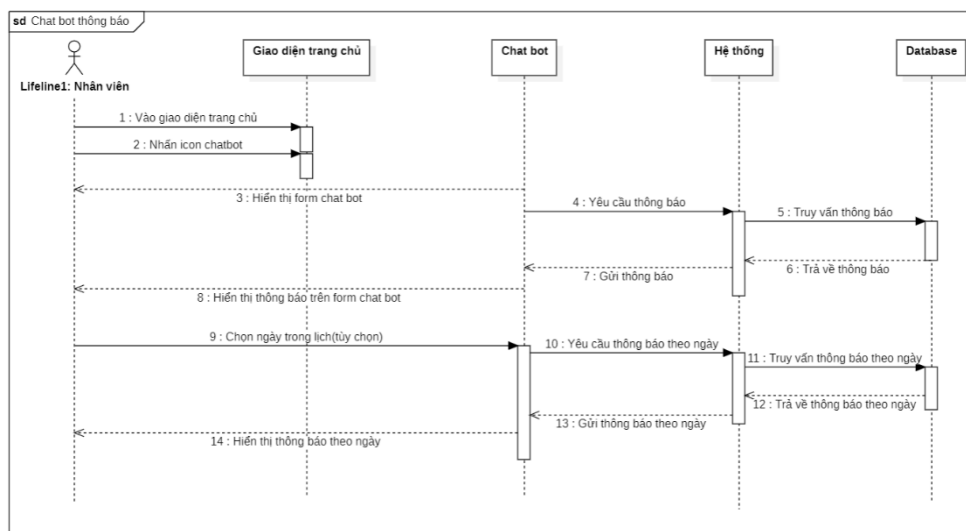 sd Chat bot thông báo
Giao diện trang chủ
Chat bot
Hệ thống
Database
Lifeline1: Nhân viên
1 : Vào giao diện trang chủ
2 : Nhấn icon chatbot
3 : Hiển thị form chat bot
4 : Yêu cầu thông báo
5 : Truy vấn thông báo
6 : Trả về thông báo
7 : Gửi thông báo
8 : Hiển thị thông báo trên form chat bot
9 : Chọn ngày trong lịch(tùy chọn)
10 : Yêu cầu thông báo theo ngày
11 : Truy vấn thông báo theo ngày
12 : Trả về thông báo theo ngày
13 : Gửi thông báo theo ngày
14 : Hiển thị thông báo theo ngày